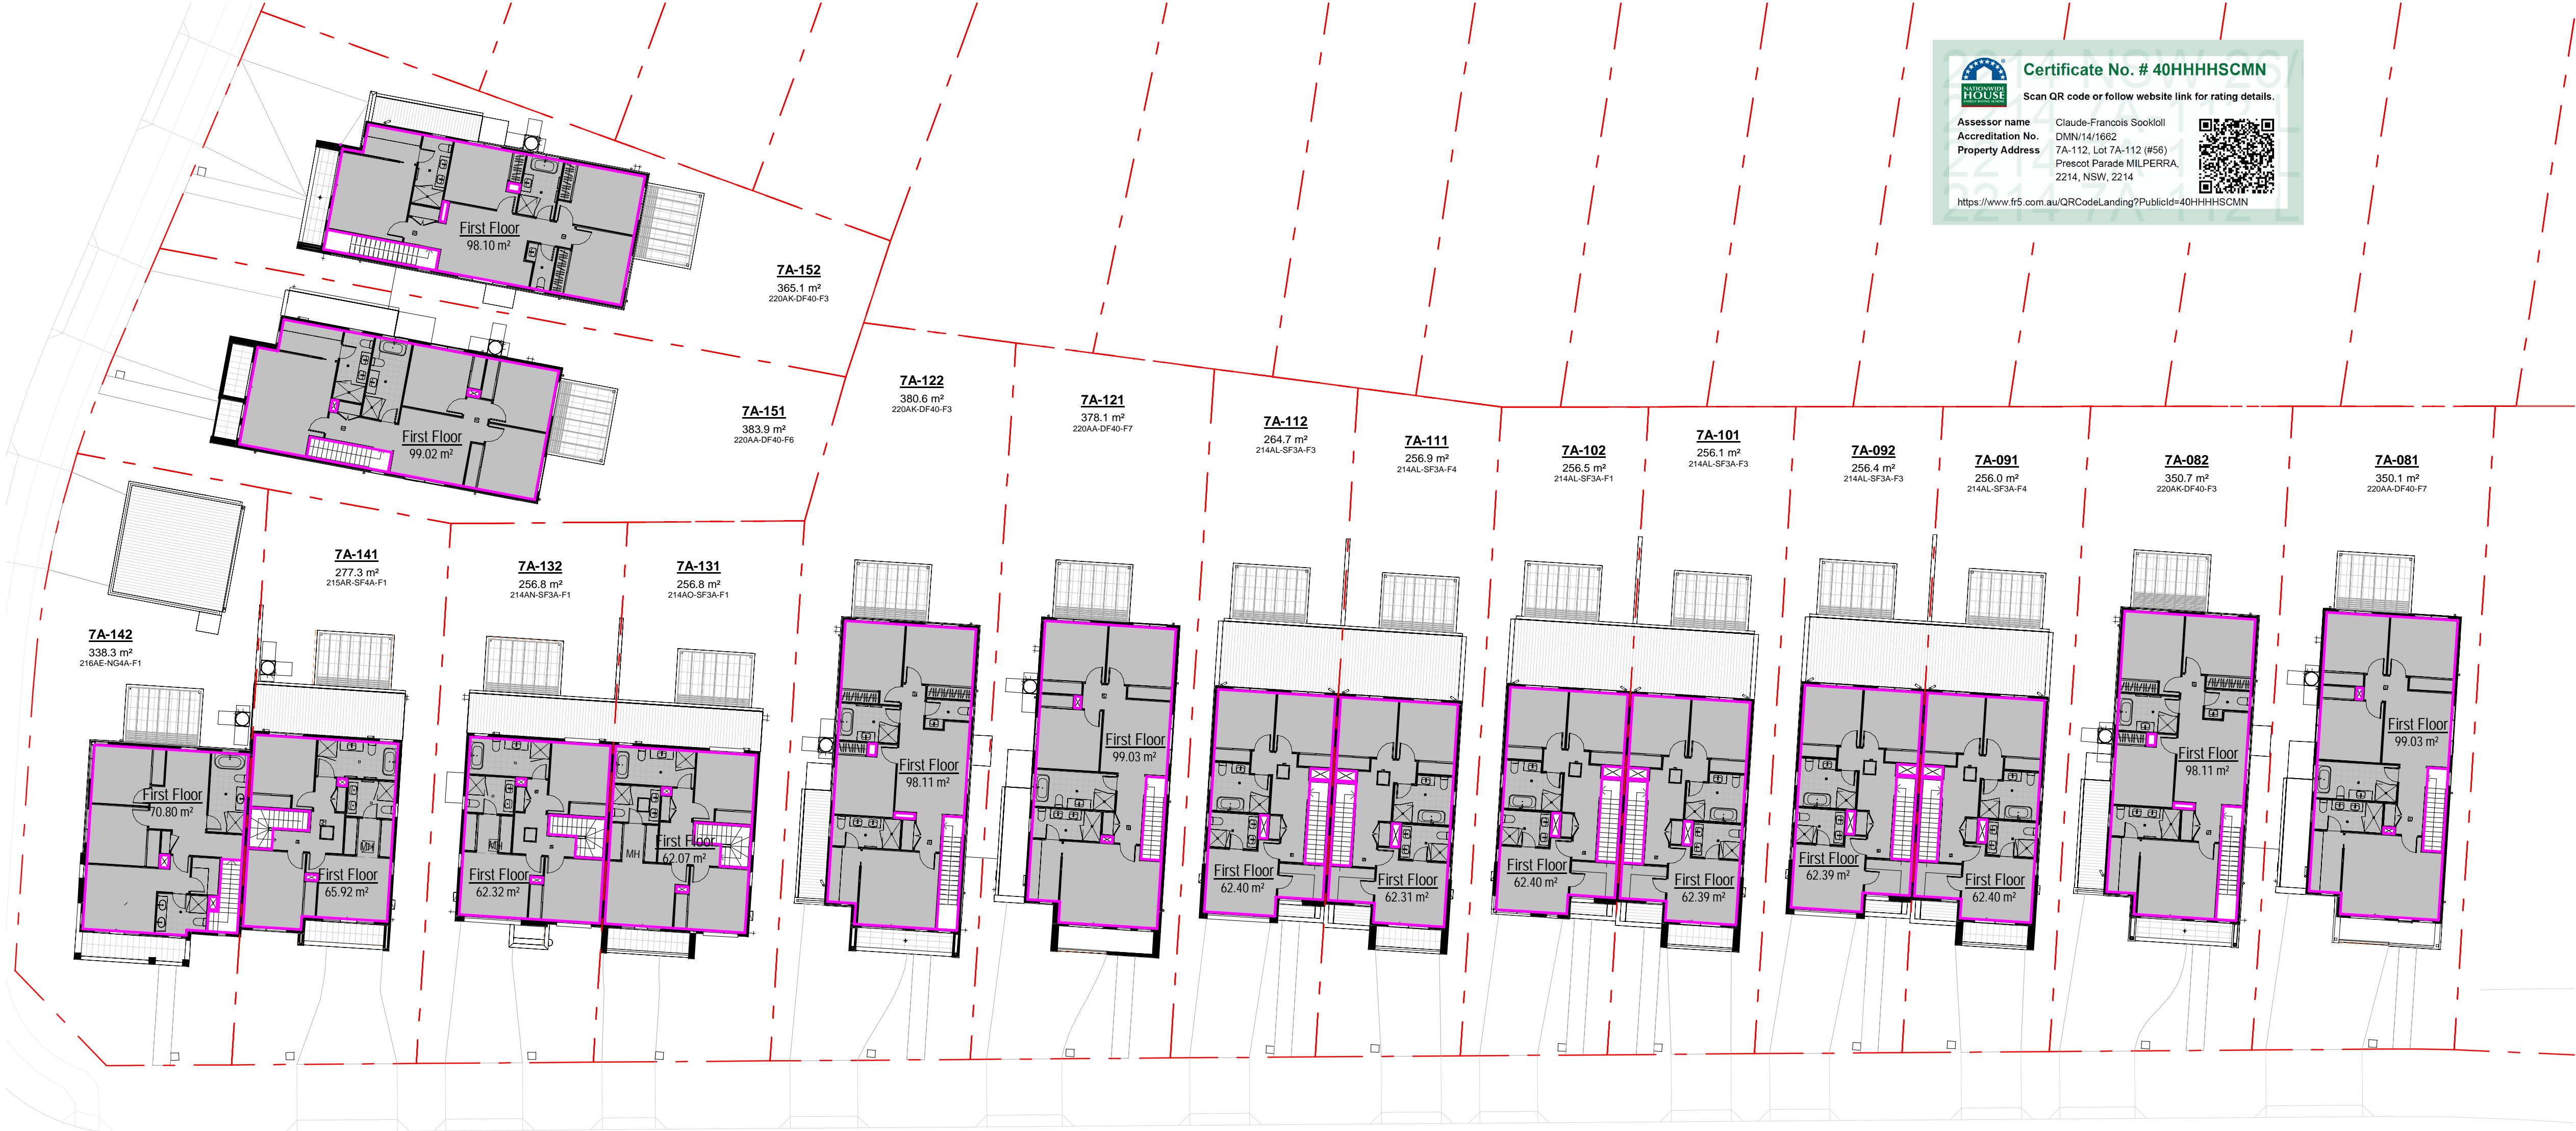 Certificate No. # 40HHHHSCMN
Scan QR code or follow website link for rating details.
NATIONWIDE
HOUSE
ENERGY RATING SCHEME
Assessor name Claude-Francois Sookloll
Accreditation No. DMN/14/1662
Property Address 7A-112, Lot 7A-112 (#56)
Prescot Parade MILPERRA,
2214, NSW, 2214
https://www.fr5.com.au/QRCodeLanding?PublicId=40HHHHSCMN
First Floor
98.10 m²
7A-152
365.1 m²
220AK-DF40-F3
First Floor
99.02 m²
7A-151
383.9 m²
220AA-DF40-F6
7A-122
380.6 m²
220AK-DF40-F3
7A-121
378.1 m²
220AA-DF40-F7
7A-112
264.7 m²
214AL-SF3A-F3
7A-111
256.9 m²
214AL-SF3A-F4
7A-102
256.5 m²
214AL-SF3A-F1
7A-101
256.1 m²
214AL-SF3A-F3
7A-092
256.4 m²
214AL-SF3A-F3
7A-091
256.0 m²
214AL-SF3A-F4
7A-082
350.7 m²
220AK-DF40-F3
7A-081
350.1 m²
220AA-DF40-F7
7A-142
338.3 m²
216AE-NG4A-F1
7A-141
277.3 m²
215AR-SF4A-F1
7A-132
256.8 m²
214AN-SF3A-F1
7A-131
256.8 m²
214AO-SF3A-F1
First Floor
70.80 m²
MH
First Floor
65.92 m²
MH
First Floor
62.32 m²
MH
First Floor
62.07 m²
First Floor
98.11 m²
First Floor
99.03 m²
First Floor
62.40 m²
First Floor
62.31 m²
First Floor
62.40 m²
First Floor
62.39 m²
First Floor
62.39 m²
First Floor
62.40 m²
First Floor
98.11 m²
First Floor
99.03 m²